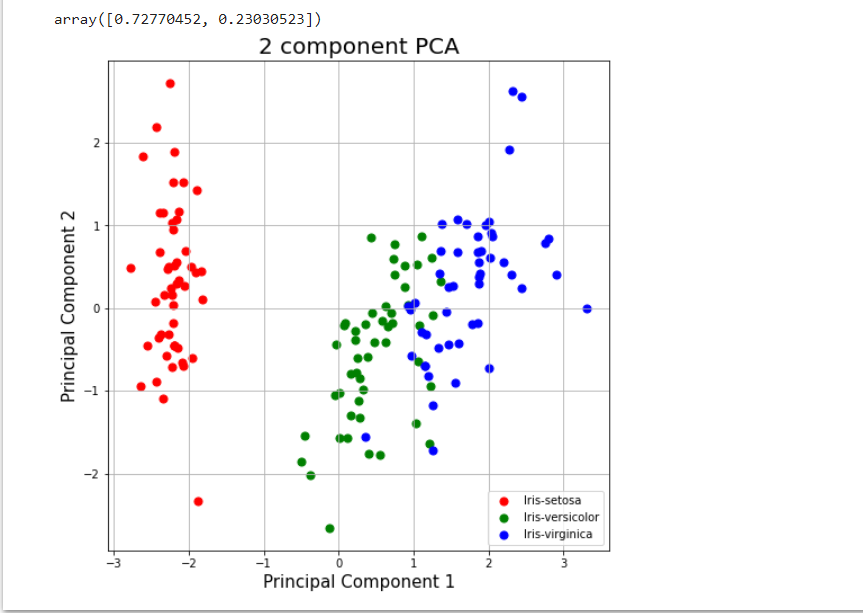 array([0.72770452, 0.23030523])
2 component PCA
2
1
0
−1
−2
Principal Component 2
Iris-setosa
Iris-versicolor
Iris-virginica
−3 −2 −1 0 1 2 3
Principal Component 1